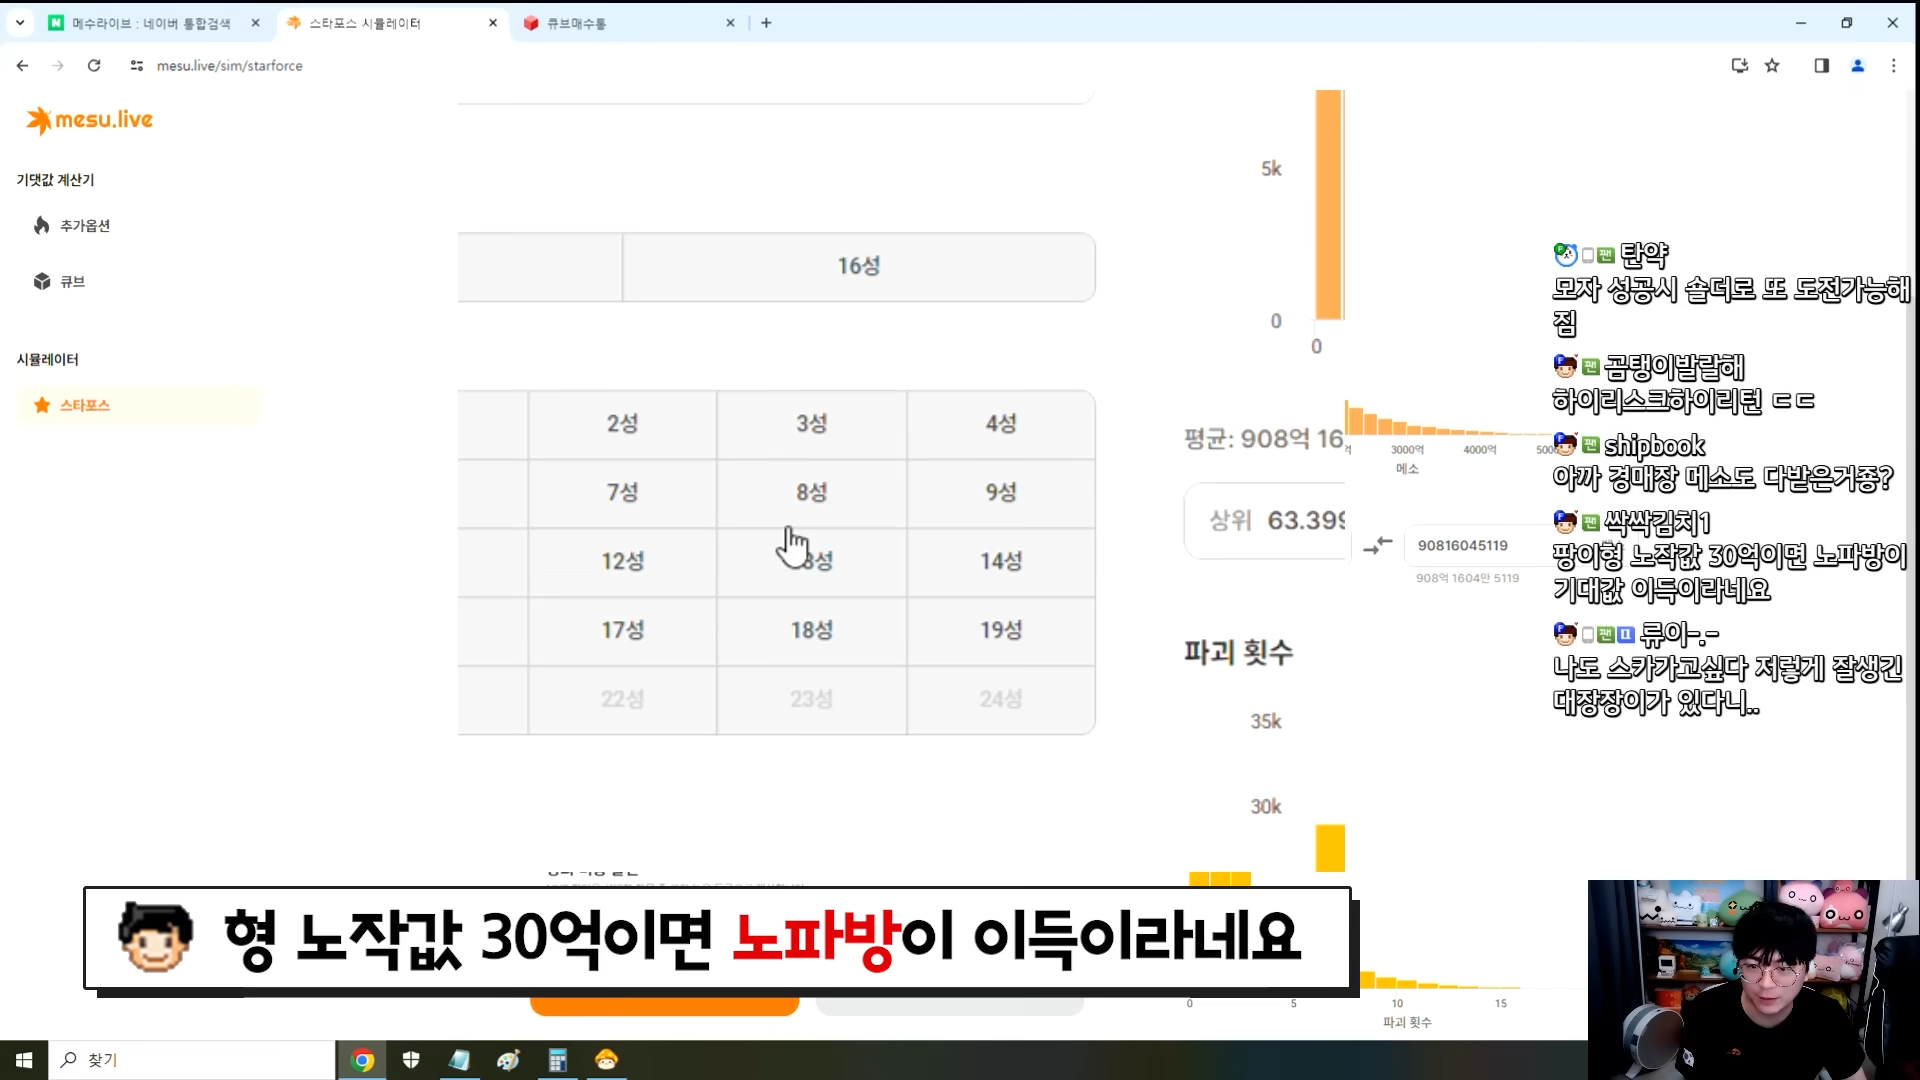 메수라이브 : 네이버 통합검색
스타포스 시뮬레이터
큐브매수통
mesu.live/sim/starforce
mesu.live
기댓값 계산기
추가옵션
큐브
시뮬레이터
스타포스
16성
2성 3성 4성
7성 8성 9성
12성 3성 14성
17성 18성 19성
22성 23성 24성
5k
0
0
평균: 908억 16
3000억 4000억 500
메소
상위 63.399
90816045119
908억 1604만 5119
파괴 횟수
35k
30k
0 5 10 15
파괴 횟수
탄약
모자 성공시 숄더로 또 도전가능해
짐
곰탱이발랄해
하이리스크하이리턴 ㄷㄷ
shipbook
아까 경매장 메소도 다받은거죵?
싹싹김치1
팡이형 노작값 30억이면 노파방이
기대값 이득이라네요
류이-.-
나도 스카가고싶다 저렇게 잘생긴
대장장이가 있다니..
형 노작값 30억이면 노파방이 이득이라네요
찾기